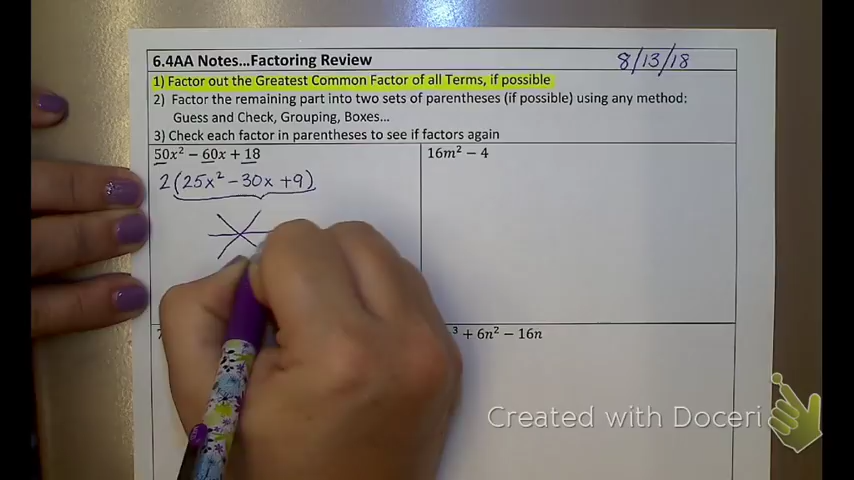 6.4AA Notes...Factoring Review 8/13/18
1) Factor out the Greatest Common Factor of all Terms, if possible
2) Factor the remaining part into two sets of parentheses (if possible) using any method:
Guess and Check, Grouping, Boxes...
3) Check each factor in parentheses to see if factors again
50x² − 60x + 18
16m² − 4
2(25x² − 30x + 9)
³ + 6n² − 16n
Created with Doceri